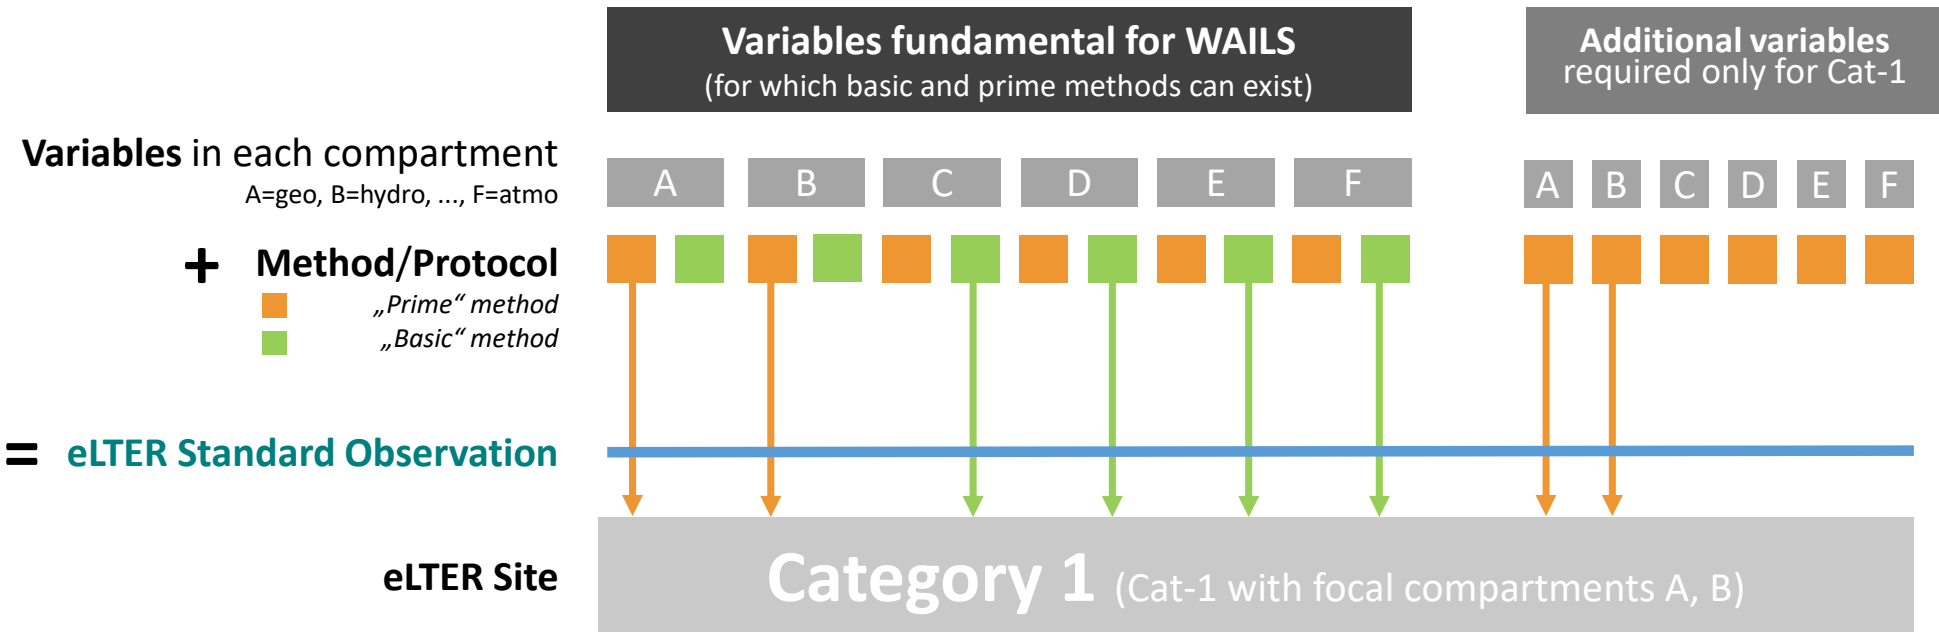 Variables fundamental for WAILS
(for which basic and prime methods can exist)
Additional variables
required only for Cat-1
Variables in each compartment
A=geo, B=hydro, ..., F=atmo
A B C D E F
A B C D E F
+ Method/Protocol
„Prime“ method
„Basic“ method
= eLTER Standard Observation
eLTER Site
Category 1 (Cat-1 with focal compartments A, B)